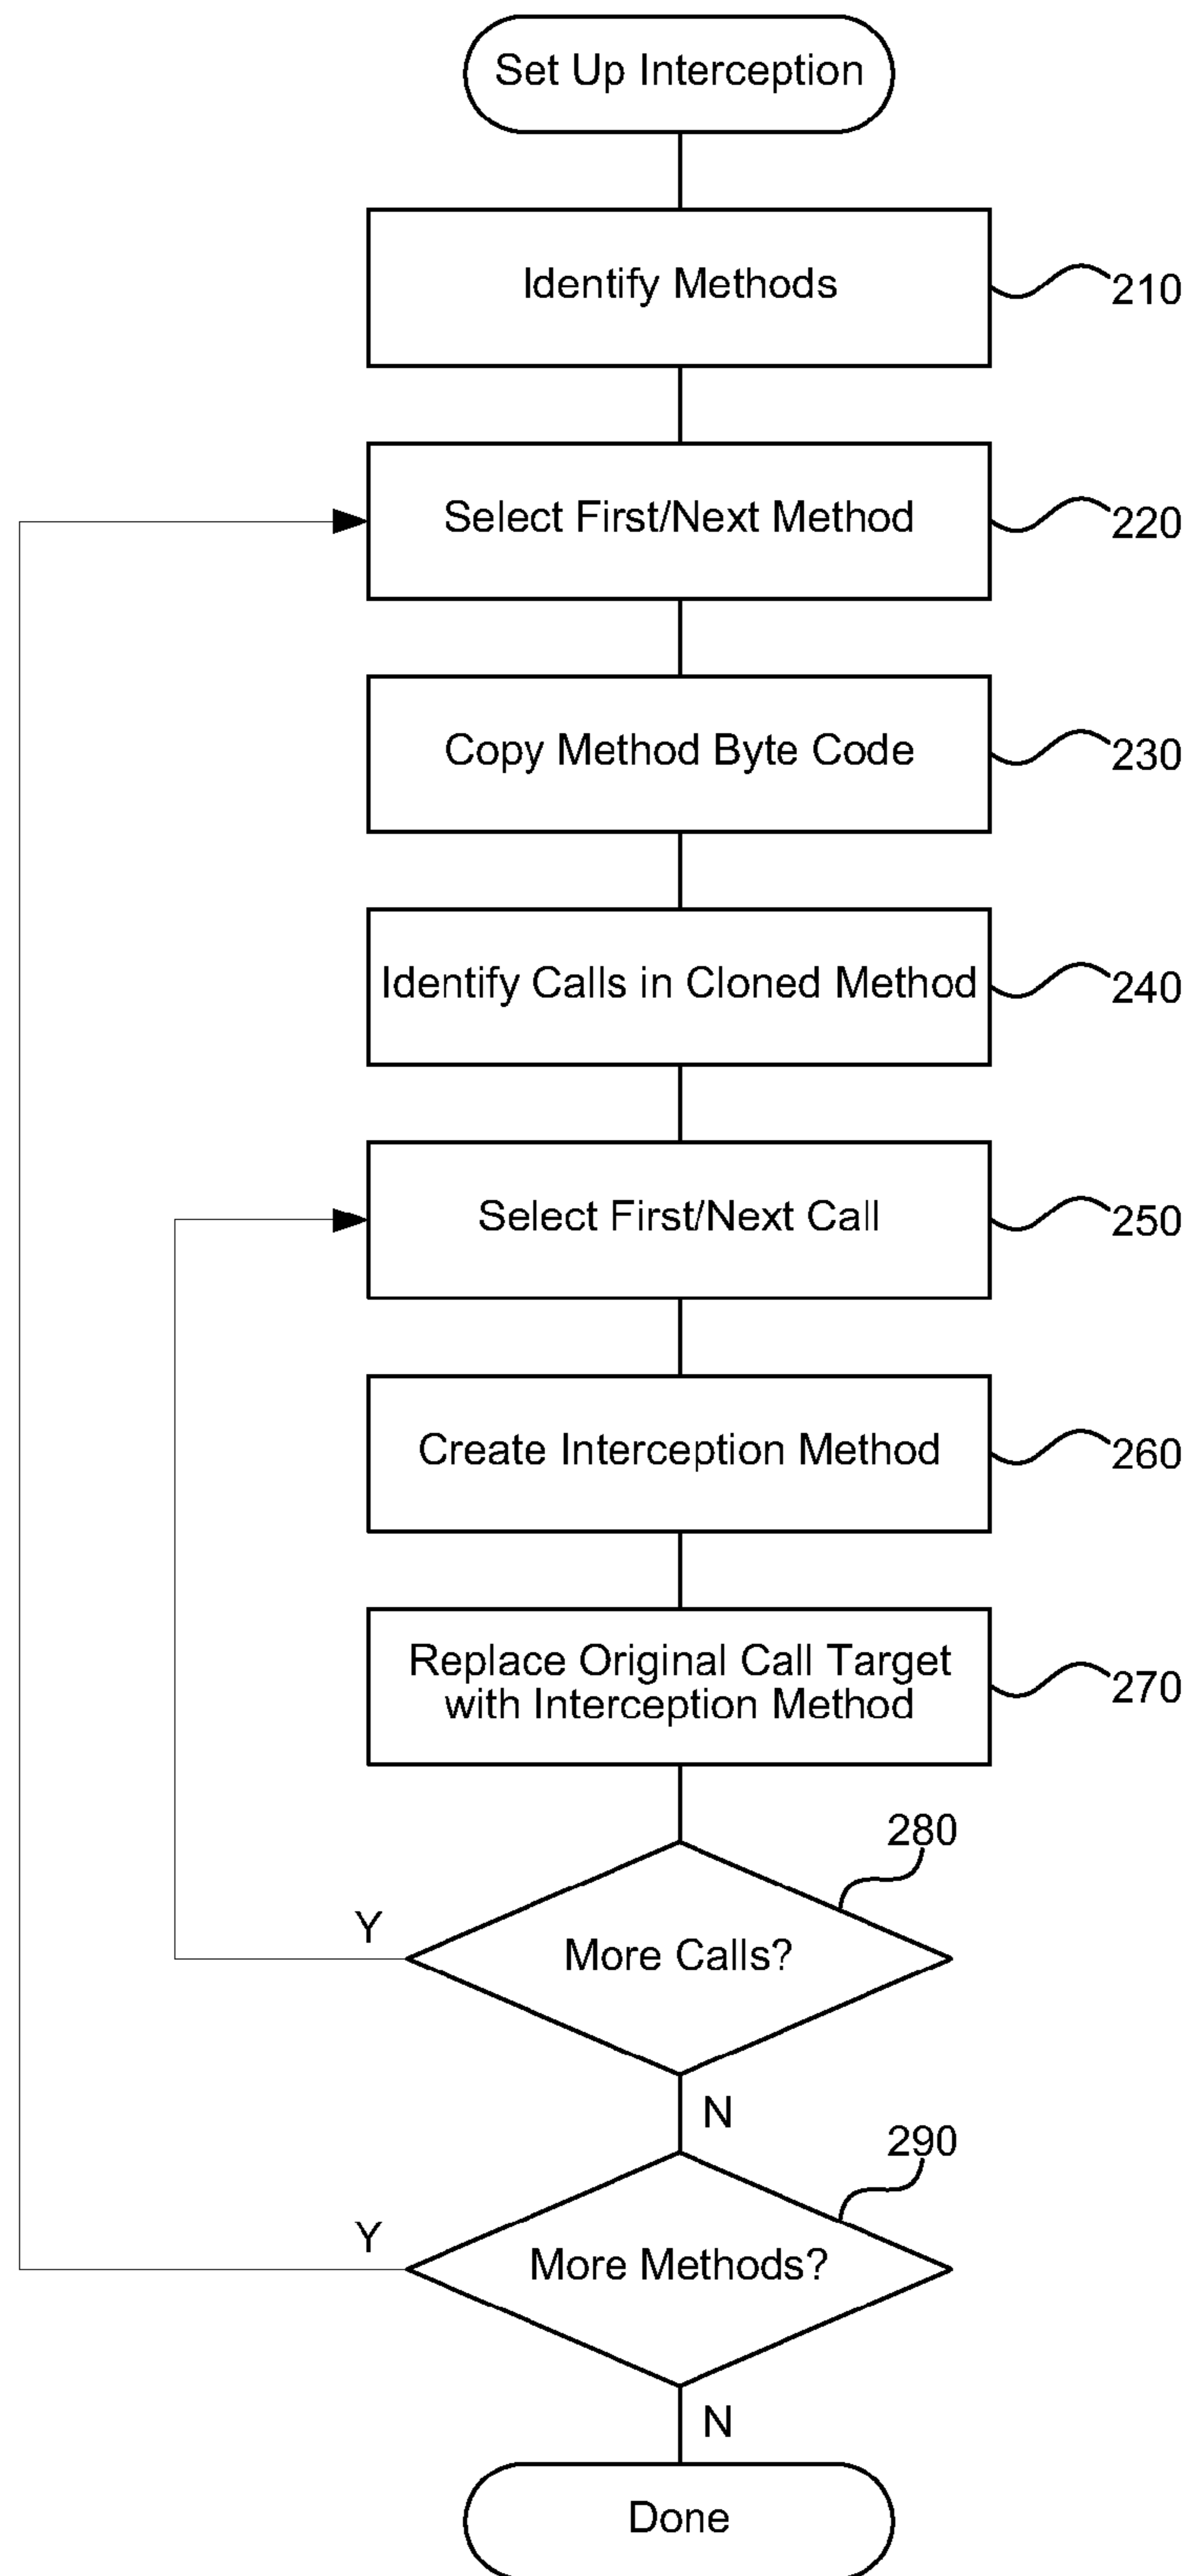 Set Up Interception
Identify Methods
210
Select First/Next Method
220
Copy Method Byte Code
230
Identify Calls in Cloned Method
240
Select First/Next Call
250
Create Interception Method
260
Replace Original Call Target
with Interception Method
270
280
Y
More Calls?
N
290
Y
More Methods?
N
Done